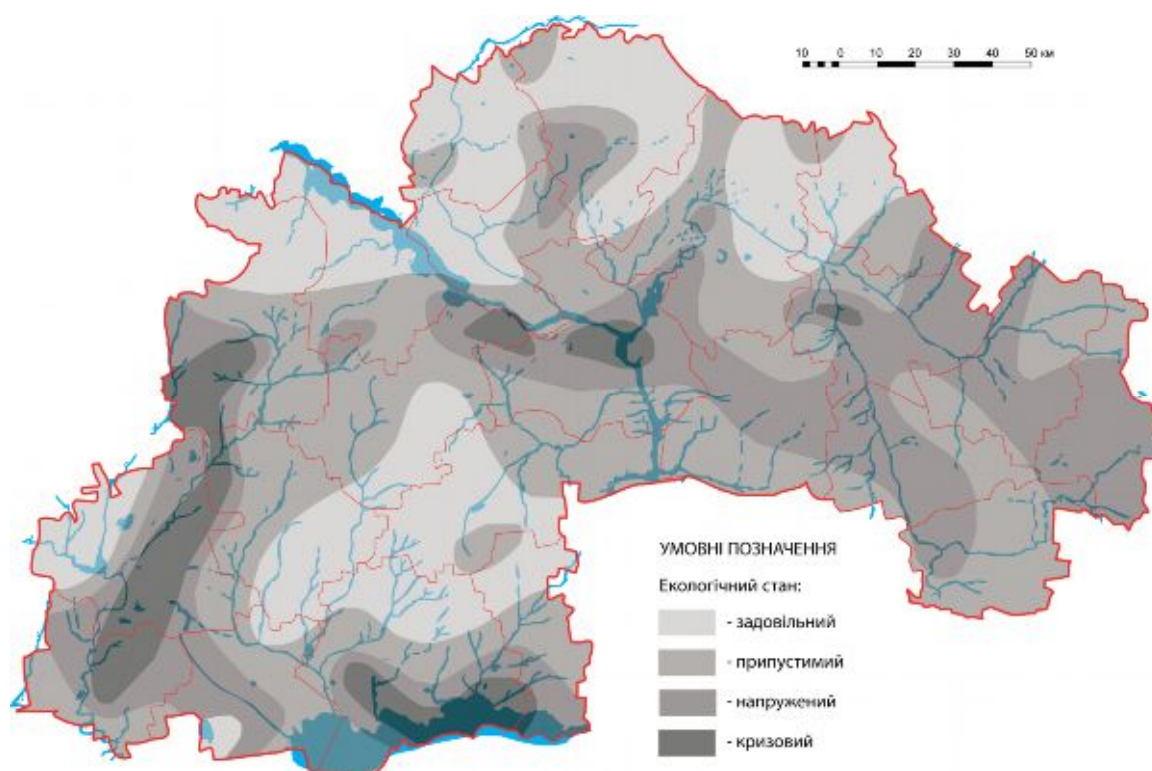 10 0 10 20 30 40 50 км
УМОВНІ ПОЗНАЧЕННЯ
Екологічний стан:
- задовільний
- припустимий
- напружений
- кризовий